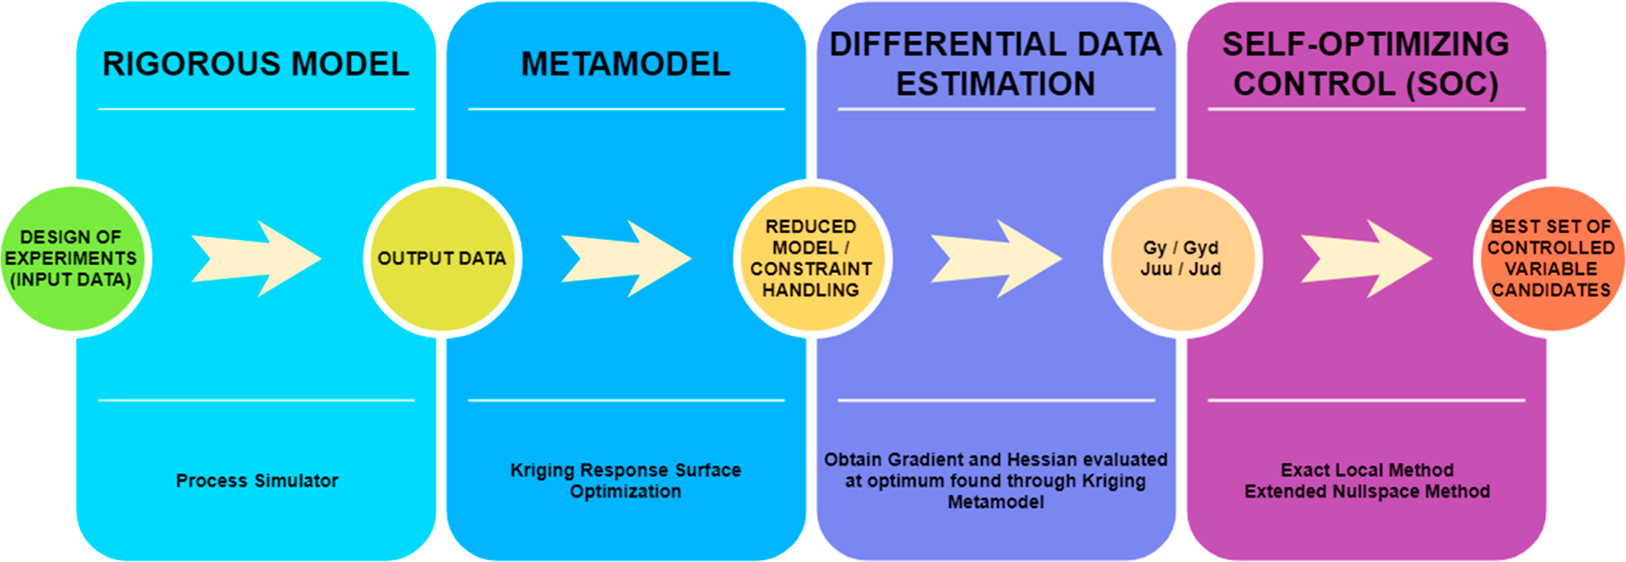 RIGOROUS MODEL
METAMODEL
DIFFERENTIAL DATA
ESTIMATION
SELF-OPTIMIZING
CONTROL (SOC)
DESIGN OF
EXPERIMENTS
(INPUT DATA)
OUTPUT DATA
REDUCED
MODEL /
CONSTRAINT
HANDLING
Gy / Gyd
Juu / Jud
BEST SET OF
CONTROLLED
VARIABLE
CANDIDATES
Process Simulator
Kriging Response Surface
Optimization
Obtain Gradient and Hessian evaluated
at optimum found through Kriging
Metamodel
Exact Local Method
Extended Nullspace Method